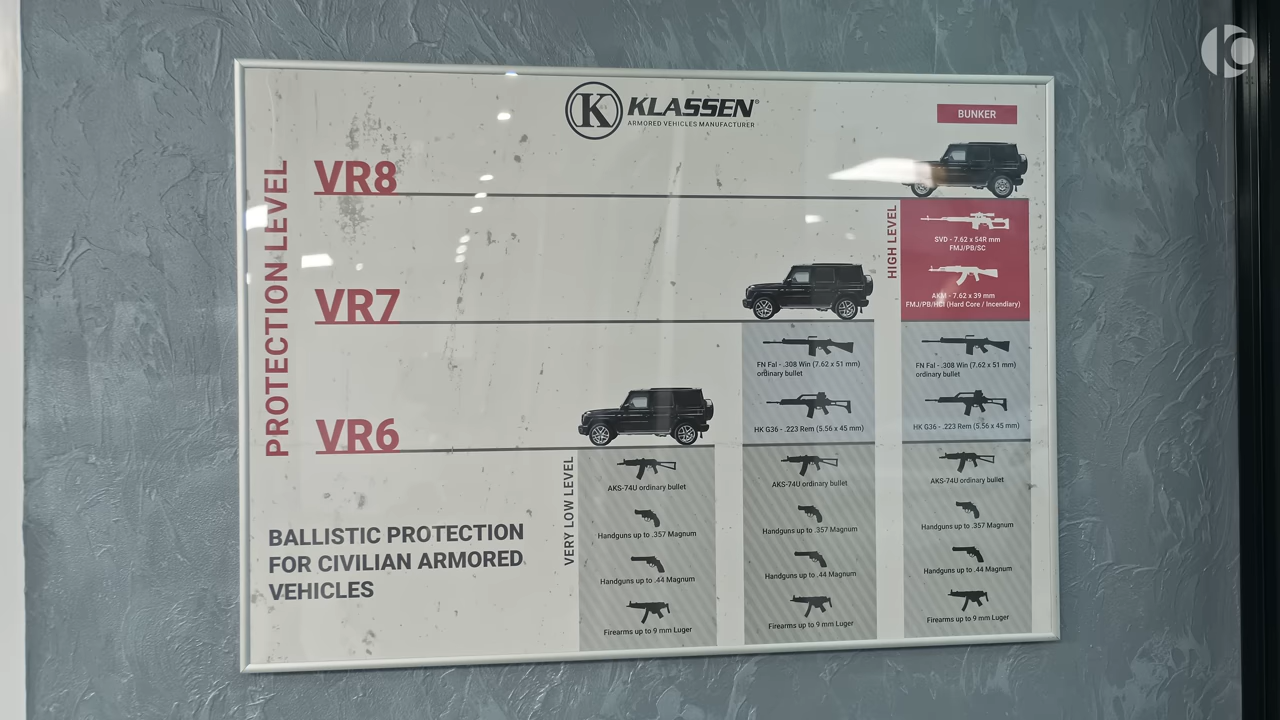 KLASSEN®
ARMORED VEHICLES MANUFACTURER
BUNKER
PROTECTION LEVEL
VR8
HIGH LEVEL
SVD - 7.62 x 54R mm
FMJ/PB/SC
AKM - 7.62 x 39 mm
FMJ/PB/HCI (Hard Core / Incendiary)
VR7
FN Fal - .308 Win (7.62 x 51 mm)
ordinary bullet
HK G36 - .223 Rem (5.56 x 45 mm)
FN Fal - .308 Win (7.62 x 51 mm)
ordinary bullet
HK G36 - .223 Rem (5.56 x 45 mm)
VR6
VERY LOW LEVEL
AKS-74U ordinary bullet
Handguns up to .357 Magnum
Handguns up to .44 Magnum
Firearms up to 9 mm Luger
AKS-74U ordinary bullet
Handguns up to .357 Magnum
Handguns up to .44 Magnum
Firearms up to 9 mm Luger
AKS-74U ordinary bullet
Handguns up to .357 Magnum
Handguns up to .44 Magnum
Firearms up to 9 mm Luger
BALLISTIC PROTECTION
FOR CIVILIAN ARMORED
VEHICLES